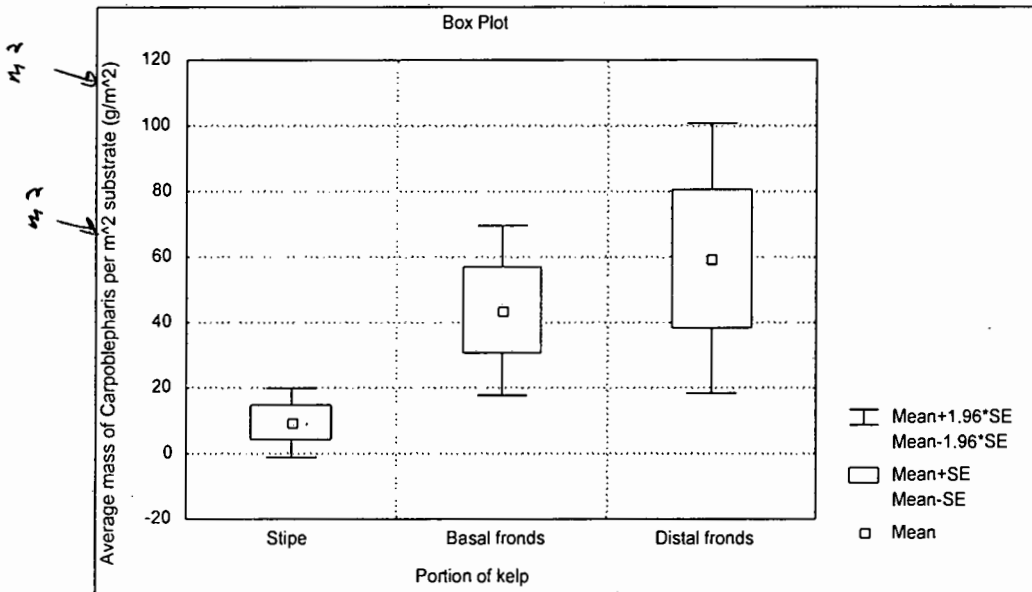 Box Plot
m2
m2
Average mass of Carpoblepharis per m^2 substrate (g/m^2)
120
100
80
60
40
20
0
-20
Stipe
Basal fronds
Distal fronds
Portion of kelp
Mean+1.96*SE
Mean-1.96*SE
Mean+SE
Mean-SE
Mean